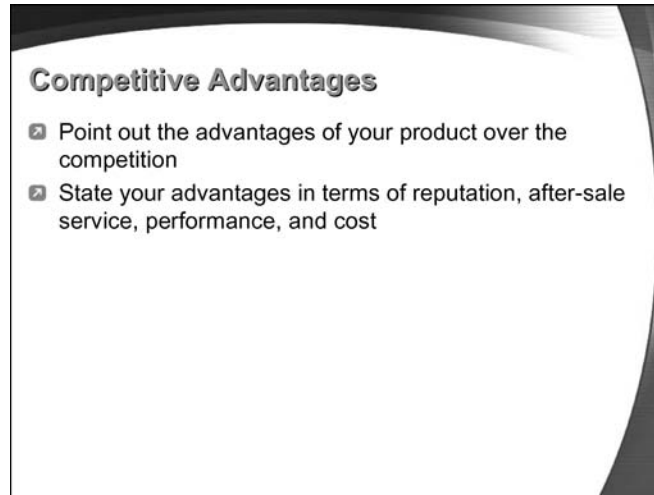 Competitive Advantages
Point out the advantages of your product over the
competition
State your advantages in terms of reputation, after-sale
service, performance, and cost